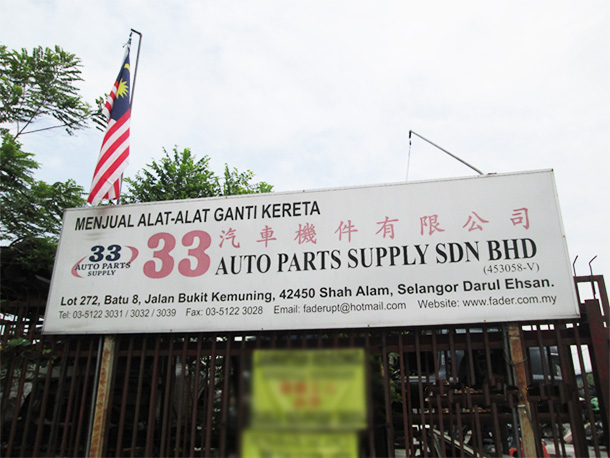 MENJUAL ALAT-ALAT GANTI KERETA
33
AUTO PARTS
SUPPLY
33 汽車機件有限公司
AUTO PARTS SUPPLY SDN BHD
(453058-V)
Lot 272, Batu 8, Jalan Bukit Kemuning, 42450 Shah Alam, Selangor Darul Ehsan.
Tel: 03-5122 3031 / 3032 / 3039 Fax: 03-5122 3028 Email: faderupt@hotmail.com Website: www.fader.com.my